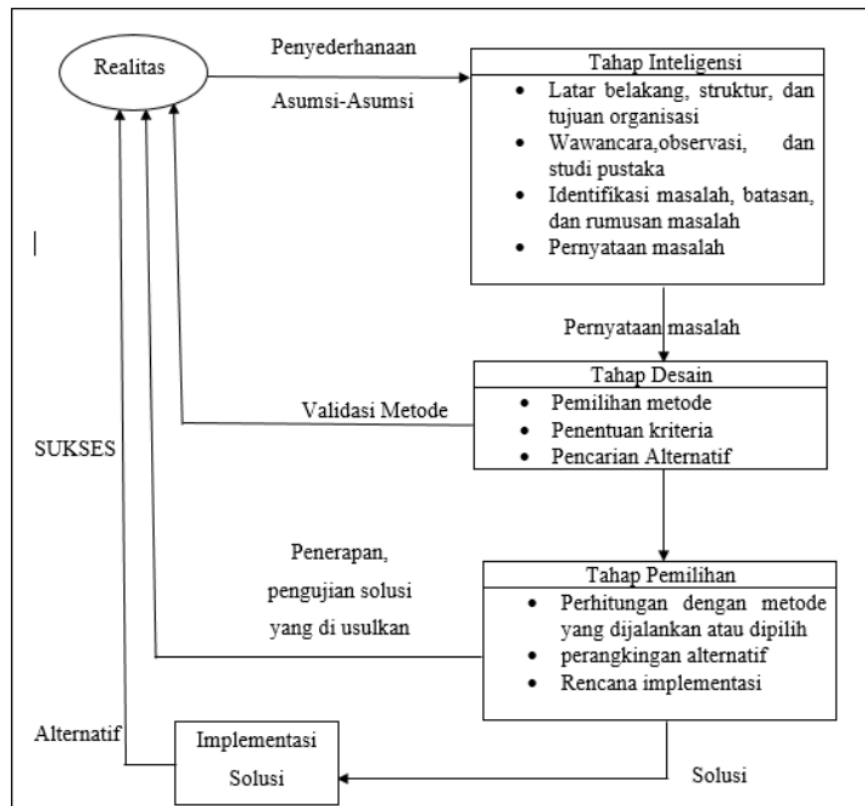 Realitas
Penyederhanaan
Asumsi-Asumsi
Tahap Inteligensi
• Latar belakang, struktur, dan
tujuan organisasi
• Wawancara,observasi, dan
studi pustaka
• Identifikasi masalah, batasan,
dan rumusan masalah
• Pernyataan masalah
Pernyataan masalah
Tahap Desain
• Pemilihan metode
• Penentuan kriteria
• Pencarian Alternatif
Validasi Metode
SUKSES
Penerapan,
pengujian solusi
yang di usulkan
Tahap Pemilihan
• Perhitungan dengan metode
yang dijalankan atau dipilih
• perangkingan alternatif
• Rencana implementasi
Alternatif
Implementasi
Solusi
Solusi